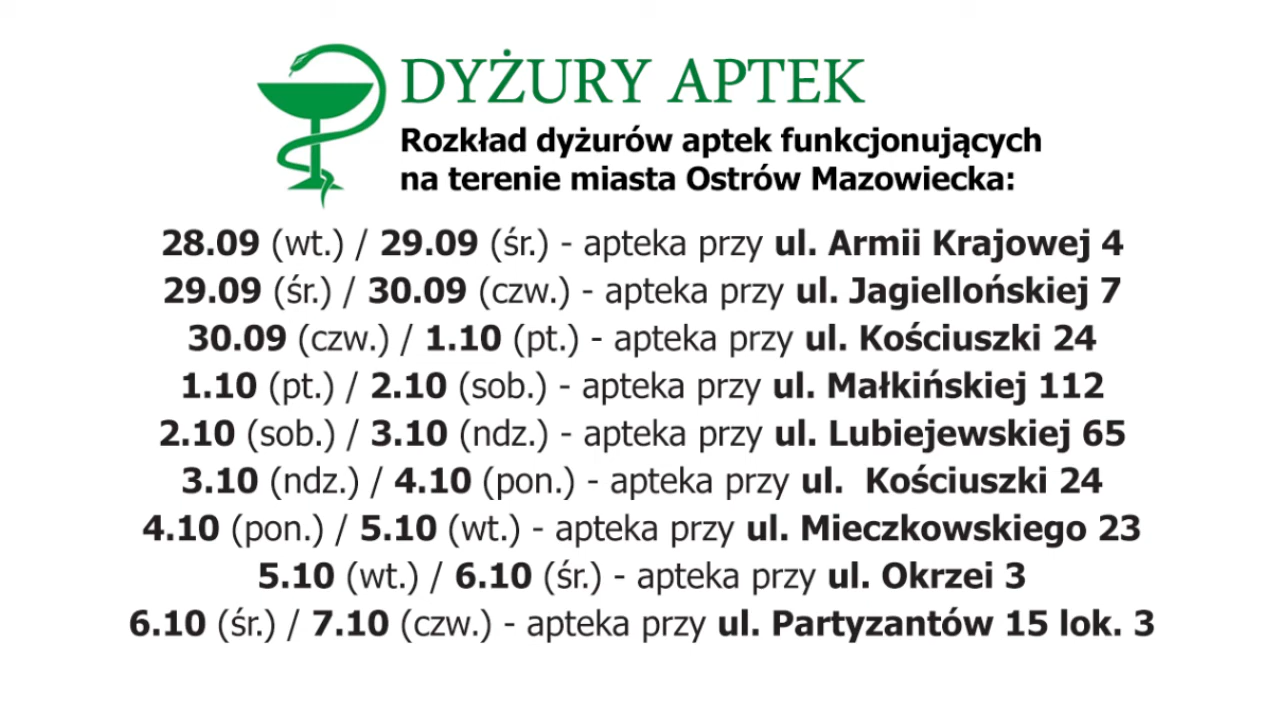 DYŻURY APTEK
Rozkład dyżurów aptek funkcjonujących
na terenie miasta Ostrów Mazowiecka:
28.09 (wt.) / 29.09 (śr.) - apteka przy ul. Armii Krajowej 4
29.09 (śr.) / 30.09 (czw.) - apteka przy ul. Jagiellońskiej 7
30.09 (czw.) / 1.10 (pt.) - apteka przy ul. Kościuszki 24
1.10 (pt.) / 2.10 (sob.) - apteka przy ul. Małkińskiej 112
2.10 (sob.) / 3.10 (ndz.) - apteka przy ul. Lubiejewskiej 65
3.10 (ndz.) / 4.10 (pon.) - apteka przy ul.  Kościuszki 24
4.10 (pon.) / 5.10 (wt.) - apteka przy ul. Mieczkowskiego 23
5.10 (wt.) / 6.10 (śr.) - apteka przy ul. Okrzei 3
6.10 (śr.) / 7.10 (czw.) - apteka przy ul. Partyzantów 15 lok. 3